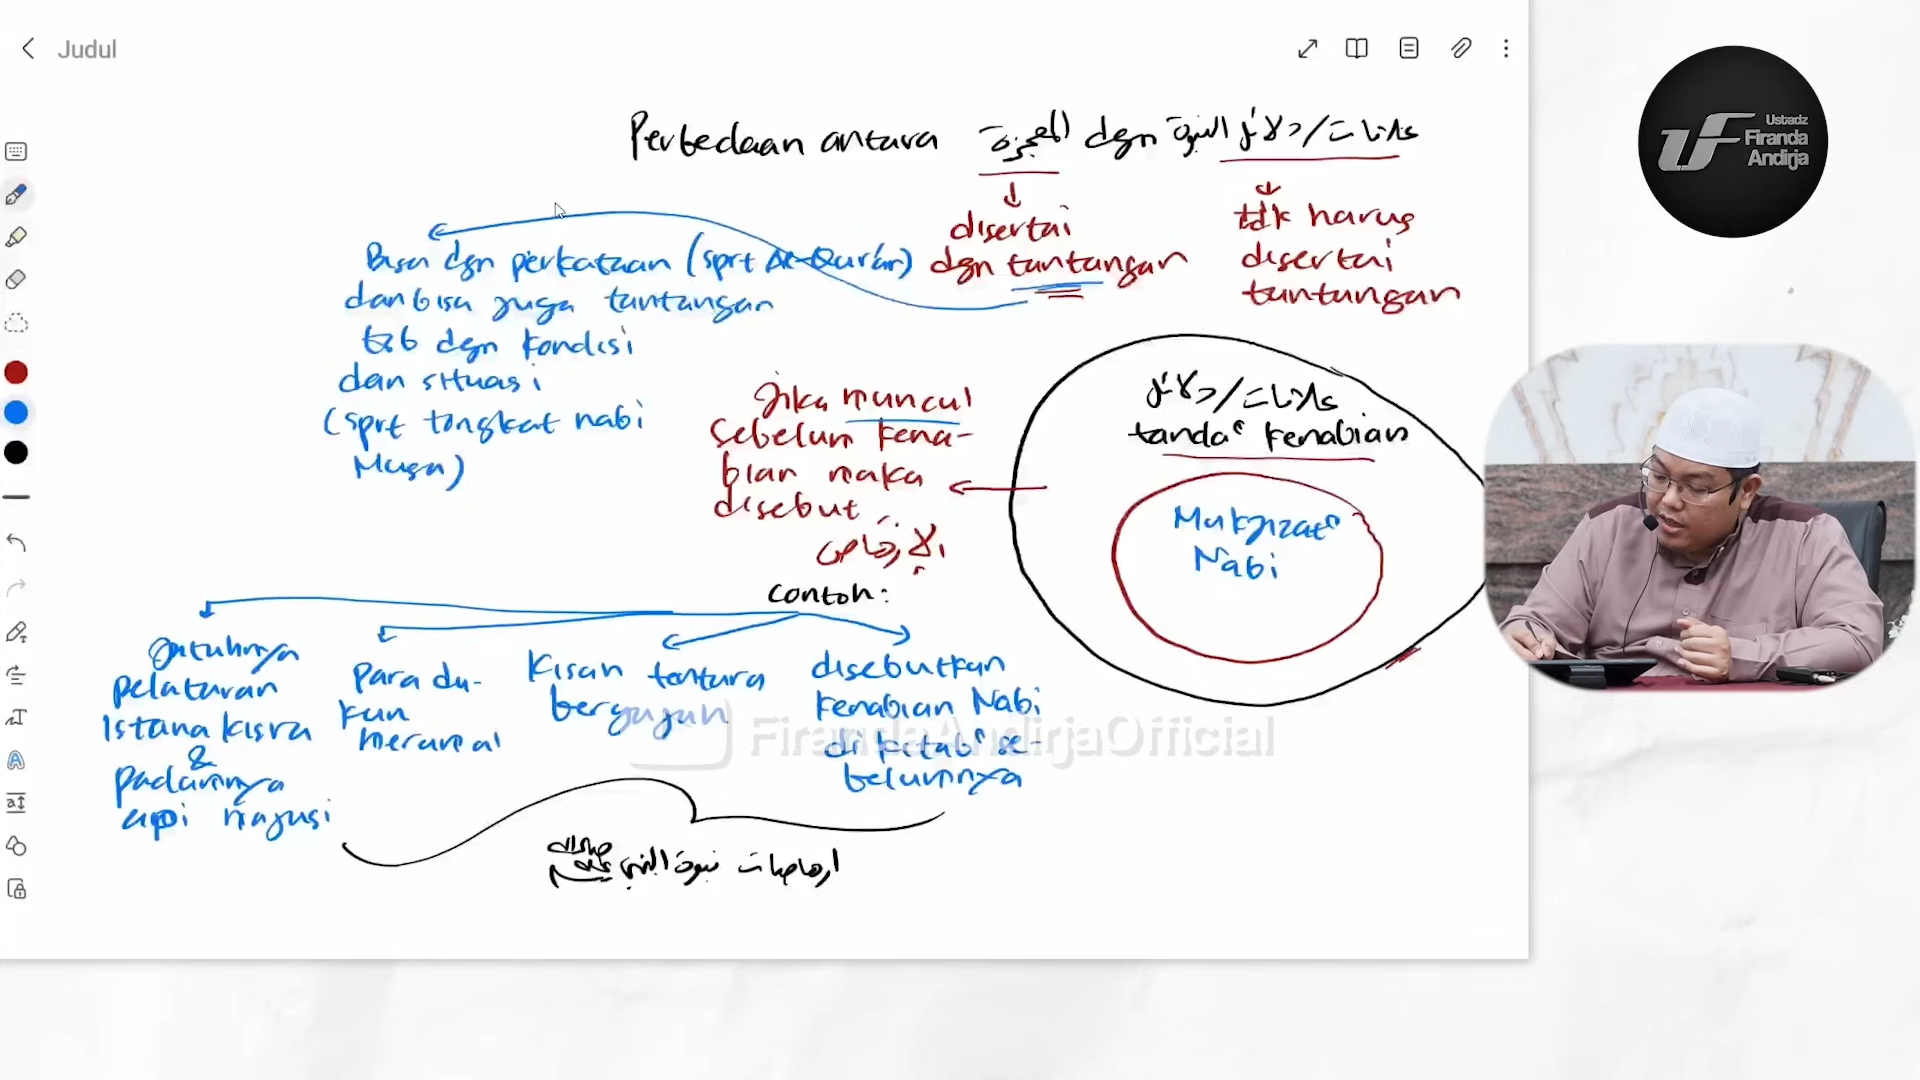 Judul
Ustadz
Firanda
Andirja
Perbedaan antara المعجزة dgn علامات/دلائل النبوة
disertai
dgn tantangan
tdk harus
disertai
tantangan
Bisa dgn perkataan (sprt Al-Qur'an)
dan bisa juga tantangan
tsb dgn kondisi
dan situasi
(sprt tongkat nabi
Musa)
علامات/دلائل
tanda² kenabian
Mukjizat²
Nabi
Jika muncul
sebelum kena-
bian maka
disebut
الإرهاص
contoh:
Jatuhnya
pelataran
Istana kisra
&
padamnya
api majusi
Para du-
kun
meramal
Kisah tentara
bergajah
disebutkan
kenabian Nabi
di kitab² se-
belumnya
ارهاصات نبوة النبي صلى الله عليه وسلم
FirandaAndirjaOfficial